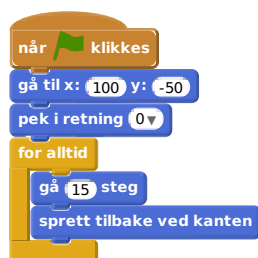 når klikkes
gå til x: 100 y: -50
pek i retning 0▾
for alltid
gå 15 steg
sprett tilbake ved kanten